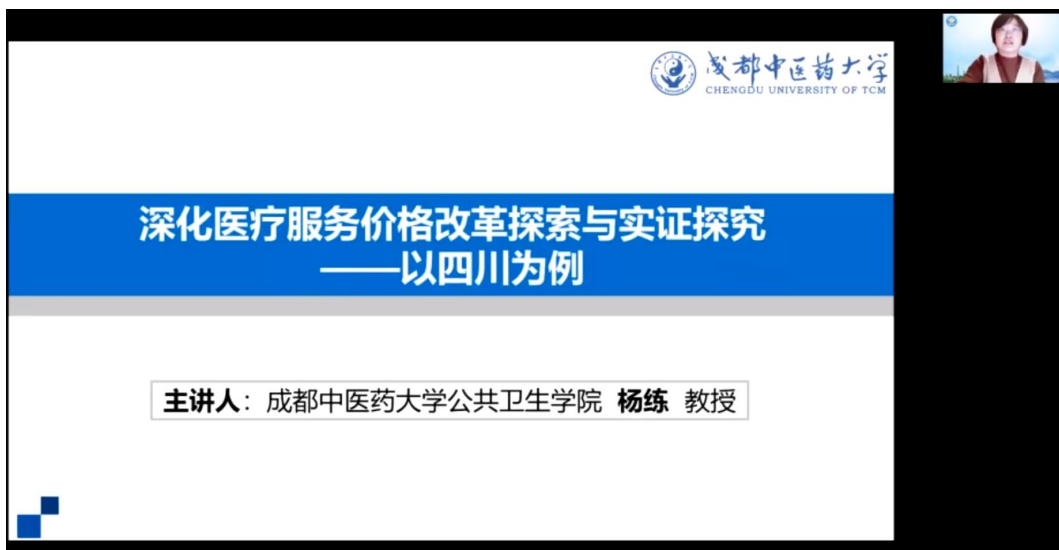 成都中医药大学
CHENGDU UNIVERSITY OF TCM
深化医疗服务价格改革探索与实证探究
——以四川为例
主讲人：成都中医药大学公共卫生学院 杨练 教授